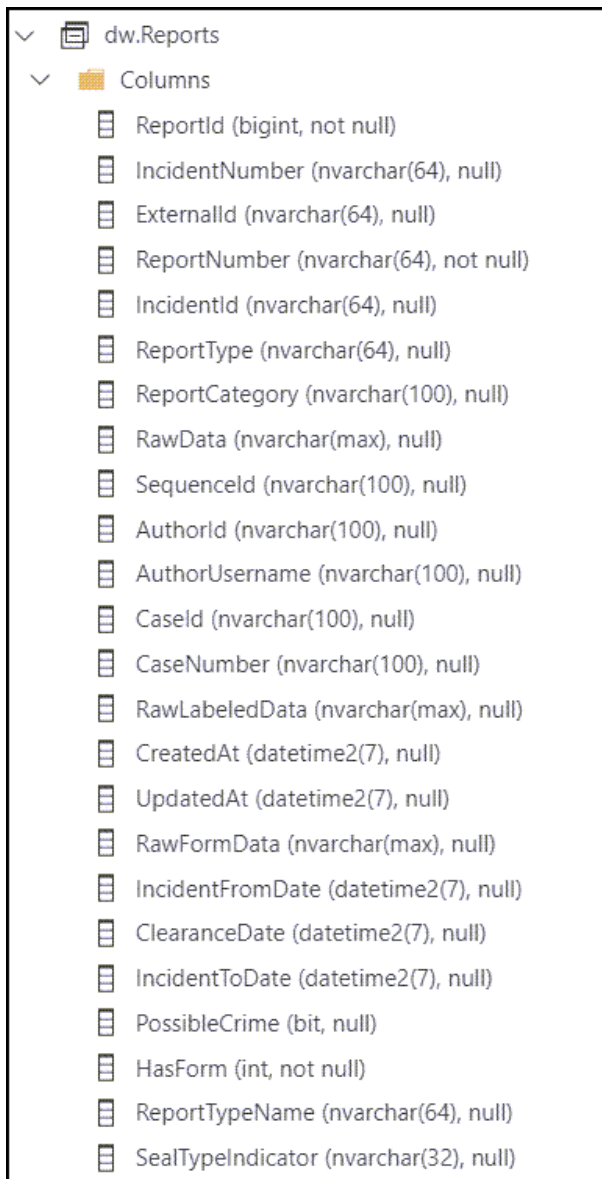 dw.Reports
Columns
ReportId (bigint, not null)
IncidentNumber (nvarchar(64), null)
ExternalId (nvarchar(64), null)
ReportNumber (nvarchar(64), not null)
IncidentId (nvarchar(64), null)
ReportType (nvarchar(64), null)
ReportCategory (nvarchar(100), null)
RawData (nvarchar(max), null)
SequenceId (nvarchar(100), null)
AuthorId (nvarchar(100), null)
AuthorUsername (nvarchar(100), null)
CaseId (nvarchar(100), null)
CaseNumber (nvarchar(100), null)
RawLabeledData (nvarchar(max), null)
CreatedAt (datetime2(7), null)
UpdatedAt (datetime2(7), null)
RawFormData (nvarchar(max), null)
IncidentFromDate (datetime2(7), null)
ClearanceDate (datetime2(7), null)
IncidentToDate (datetime2(7), null)
PossibleCrime (bit, null)
HasForm (int, not null)
ReportTypeName (nvarchar(64), null)
SealTypeIndicator (nvarchar(32), null)